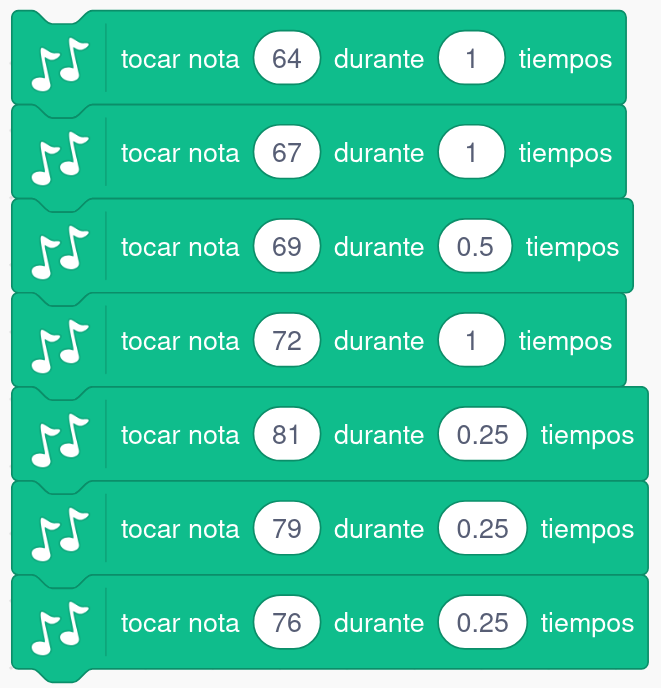 tocar nota 64 durante 1 tiempos
tocar nota 67 durante 1 tiempos
tocar nota 69 durante 0.5 tiempos
tocar nota 72 durante 1 tiempos
tocar nota 81 durante 0.25 tiempos
tocar nota 79 durante 0.25 tiempos
tocar nota 76 durante 0.25 tiempos